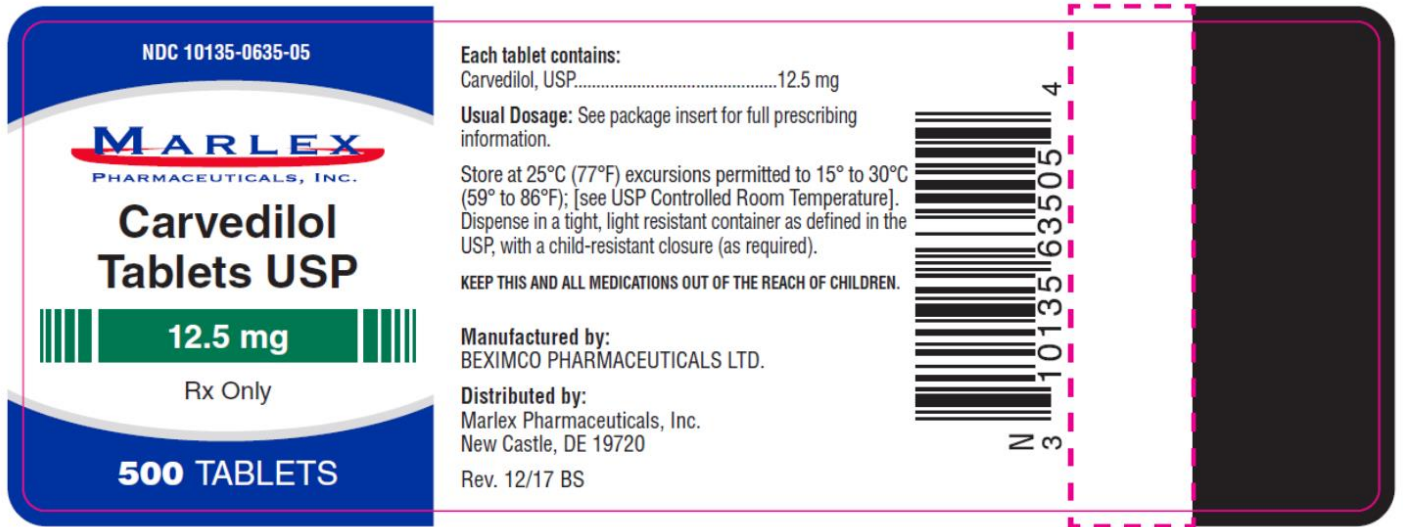 NDC 10135-0635-05
MARLEX
PHARMACEUTICALS, INC.
Carvedilol
Tablets USP
12.5 mg
Rx Only
500 TABLETS
Each tablet contains:
Carvedilol, USP.............................................12.5 mg
Usual Dosage: See package insert for full prescribing
information.
Store at 25°C (77°F) excursions permitted to 15° to 30°C
(59° to 86°F); [see USP Controlled Room Temperature].
Dispense in a tight, light resistant container as defined in the
USP, with a child-resistant closure (as required).
KEEP THIS AND ALL MEDICATIONS OUT OF THE REACH OF CHILDREN.
Manufactured by:
BEXIMCO PHARMACEUTICALS LTD.
Distributed by:
Marlex Pharmaceuticals, Inc.
New Castle, DE 19720
Rev. 12/17 BS
N
3 10135 63505 4